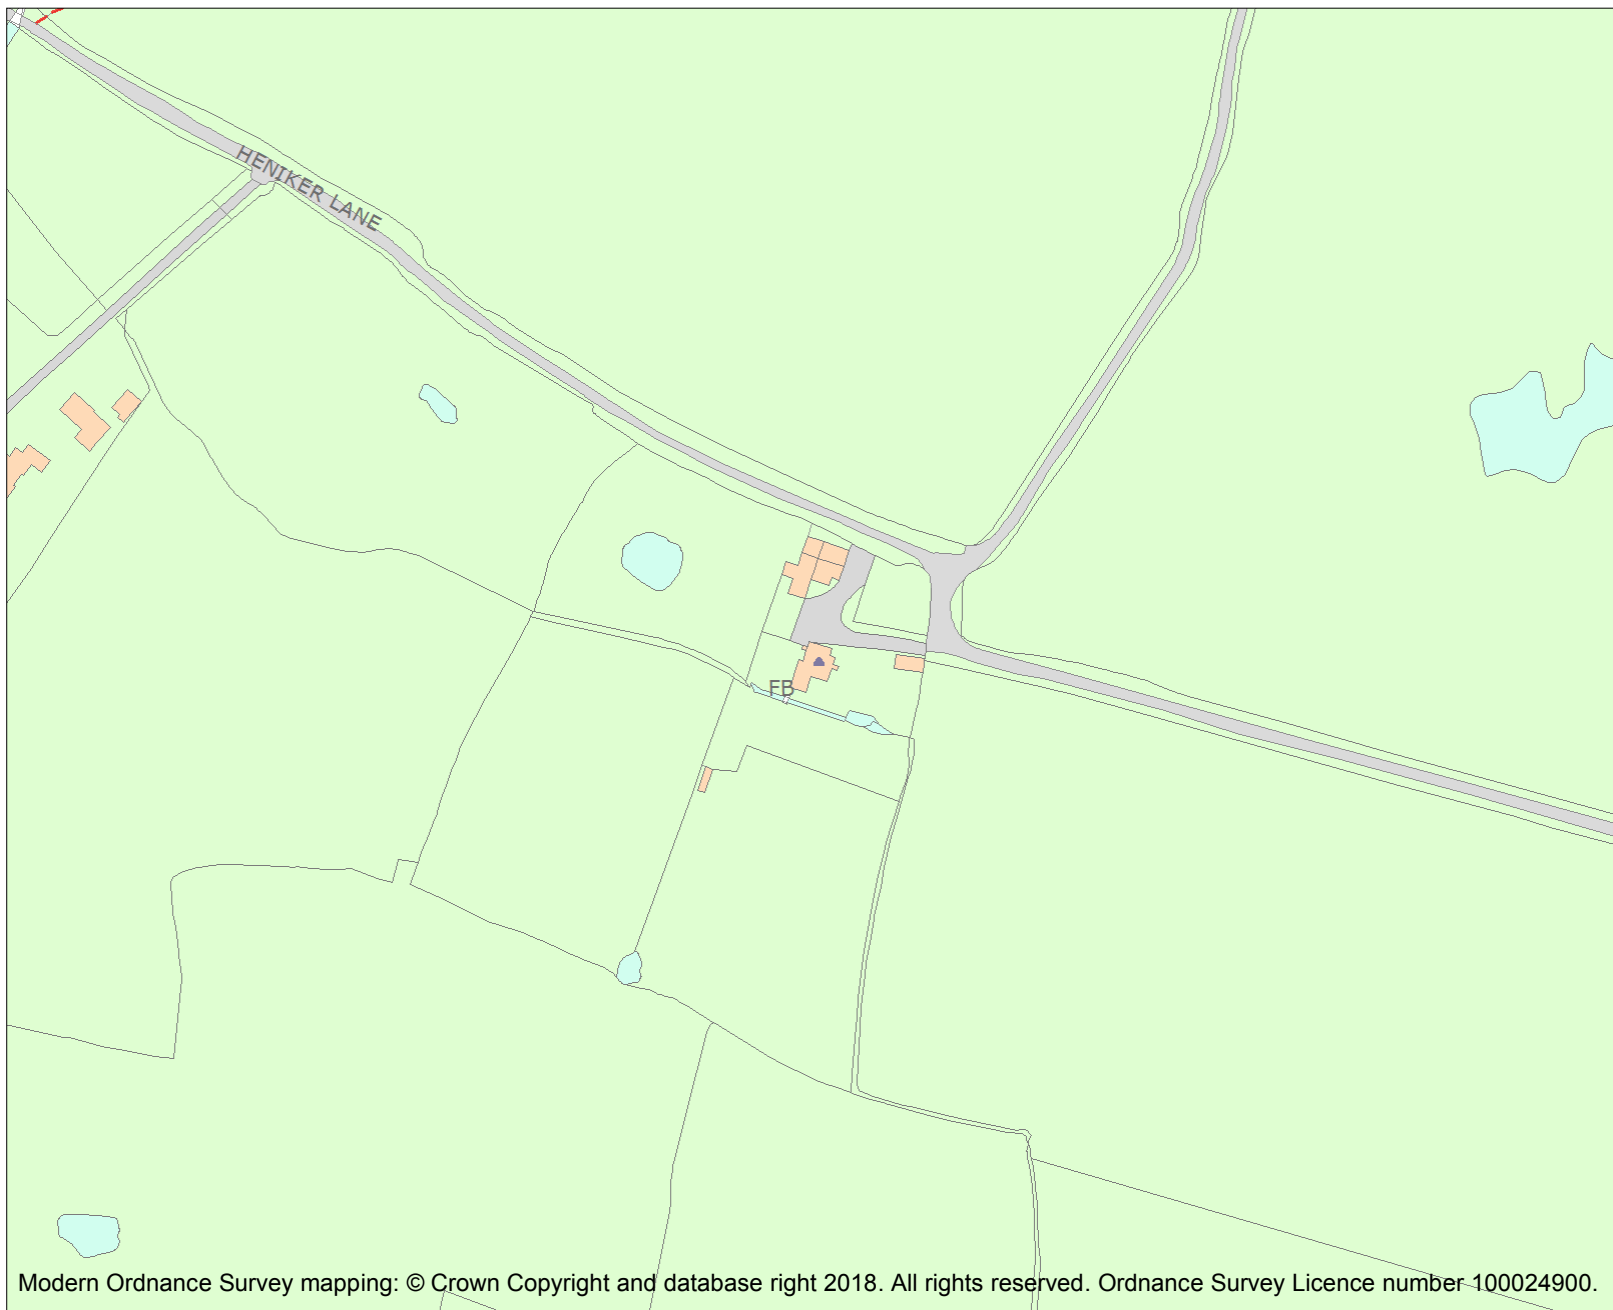 HENIKER LANE
FB
Modern Ordnance Survey mapping: © Crown Copyright and database right 2018. All rights reserved. Ordnance Survey Licence number 100024900.